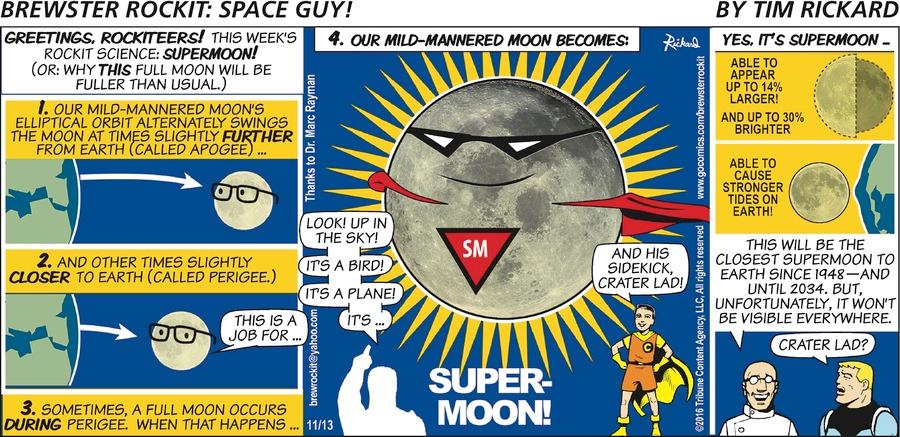 BREWSTER ROCKIT: SPACE GUY!
BY TIM RICKARD
GREETINGS, ROCKITEERS! THIS WEEK'S
ROCKIT SCIENCE: SUPERMOON!
(OR: WHY THIS FULL MOON WILL BE
FULLER THAN USUAL.)
1. OUR MILD-MANNERED MOON'S
ELLIPTICAL ORBIT ALTERNATELY SWINGS
THE MOON AT TIMES SLIGHTLY FURTHER
FROM EARTH (CALLED APOGEE) ...
2. AND OTHER TIMES SLIGHTLY
CLOSER TO EARTH (CALLED PERIGEE.)
THIS IS A
JOB FOR ...
3. SOMETIMES, A FULL MOON OCCURS
DURING PERIGEE. WHEN THAT HAPPENS ...
4. OUR MILD-MANNERED MOON BECOMES:
Rickard
Thanks to Dr. Marc Rayman
brewrockit@yahoo.com
11/13
LOOK! UP IN
THE SKY!
IT'S A BIRD!
IT'S A PLANE!
IT'S ...
SM
SUPER-
MOON!
AND HIS
SIDEKICK,
CRATER LAD!
C
www.gocomics.com/brewsterrockit
©2016 Tribune Content Agency, LLC, All rights reserved
YES, IT'S SUPERMOON ...
ABLE TO
APPEAR
UP TO 14%
LARGER!
AND UP TO 30%
BRIGHTER
ABLE TO
CAUSE
STRONGER
TIDES ON
EARTH!
THIS WILL BE THE
CLOSEST SUPERMOON TO
EARTH SINCE 1948—AND
UNTIL 2034. BUT,
UNFORTUNATELY, IT WON'T
BE VISIBLE EVERYWHERE.
CRATER LAD?